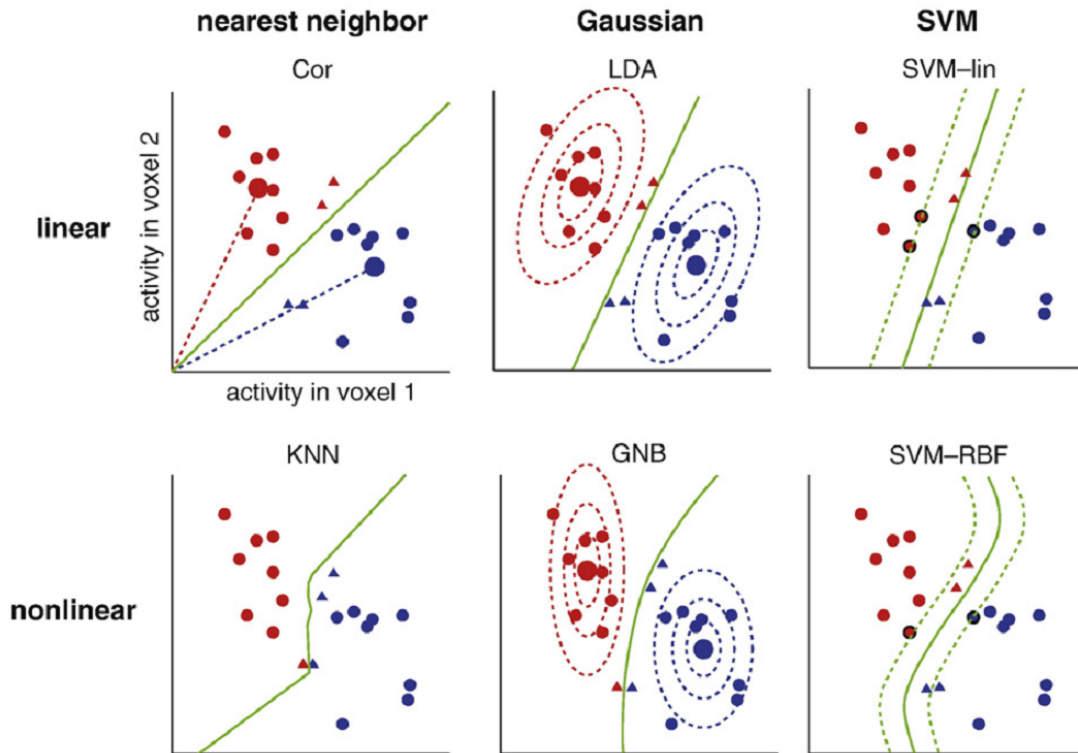 nearest neighbor
Gaussian
SVM
Cor
LDA
SVM–lin
linear
activity in voxel 2
activity in voxel 1
KNN
GNB
SVM–RBF
nonlinear